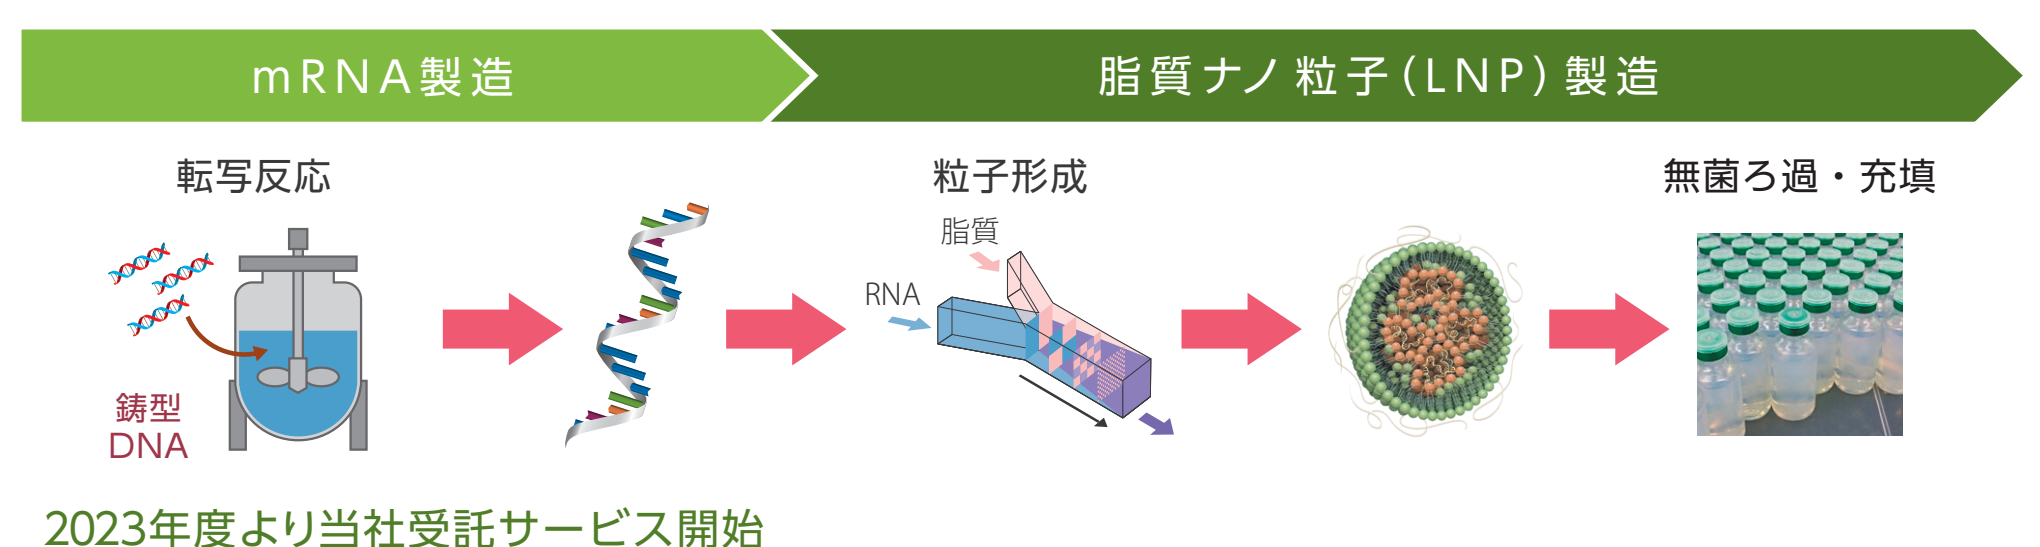 mRNA製造
脂質ナノ粒子(LNP)製造
転写反応
粒子形成
無菌ろ過・充填
脂質
RNA
鋳型
DNA
2023年度より当社受託サービス開始